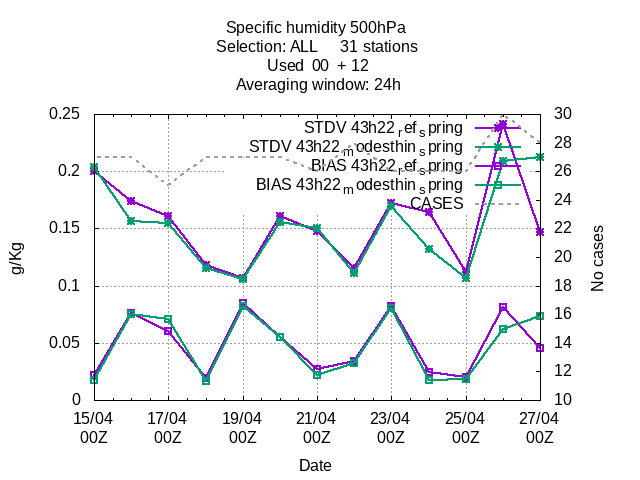 Specific humidity 500hPa
Selection: ALL 31 stations
Used 00 + 12
Averaging window: 24h
0.25
0.2
0.15
0.1
0.05
0
g/Kg
30
28
26
24
22
20
18
16
14
12
10
No cases
STDV 43h22_ref_spring
STDV 43h22_modesthin_spring
BIAS 43h22_ref_spring
BIAS 43h22_modesthin_spring
CASES
15/04 17/04 19/04 21/04 23/04 25/04 27/04
00Z 00Z 00Z 00Z 00Z 00Z 00Z
Date